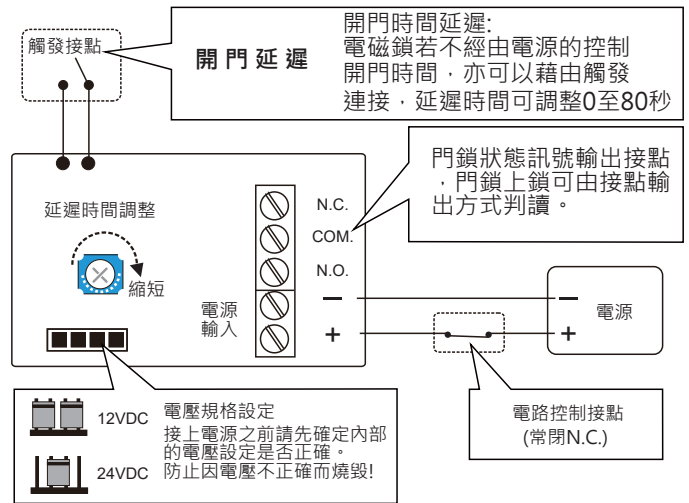 觸發接點
開門延遲
開門時間延遲:
電磁鎖若不經由電源的控制
開門時間，亦可以藉由觸發
連接，延遲時間可調整0至80秒
門鎖狀態訊號輸出接點
，門鎖上鎖可由接點輸
出方式判讀。
延遲時間調整
縮短
N.C.
COM.
N.O.
電源
輸入
−
+
−
+
電源
12VDC
24VDC
電壓規格設定
接上電源之前請先確定內部
的電壓設定是否正確。
防止因電壓不正確而燒毀!
電路控制接點
(常閉N.C.)